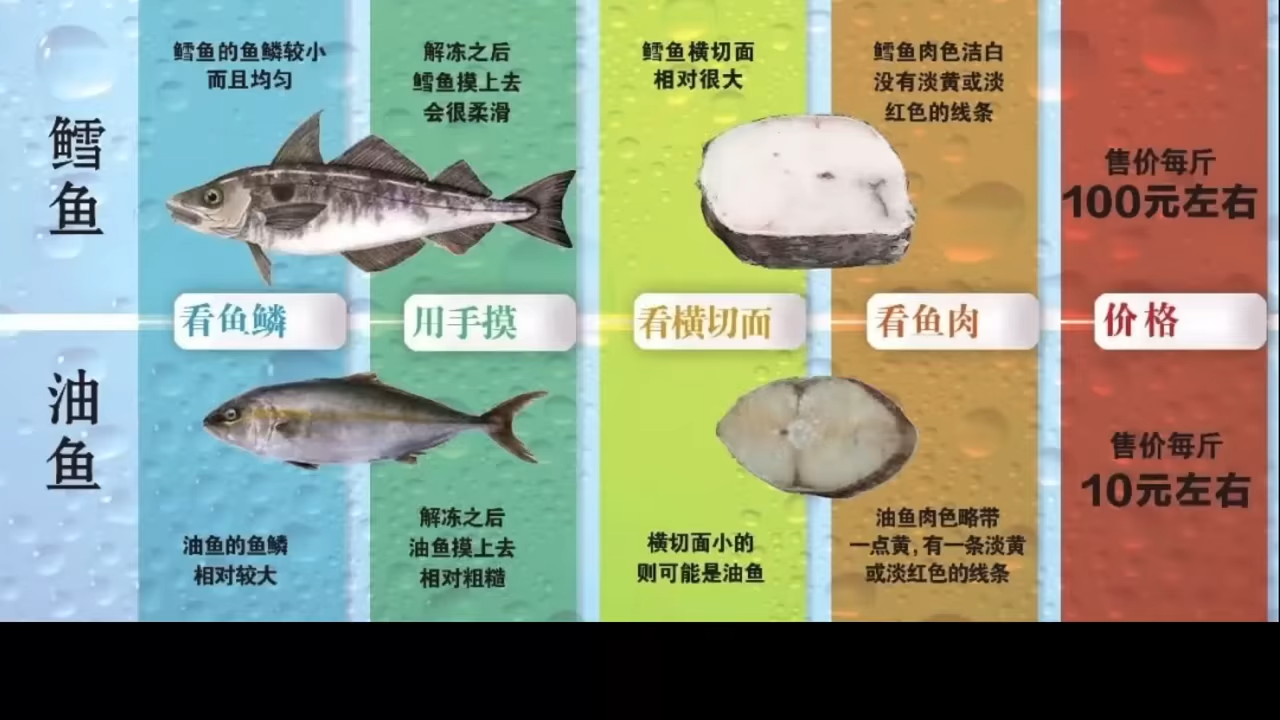 鳕鱼
鳕鱼的鱼鳞较小
而且均匀
解冻之后
鳕鱼摸上去
会很柔滑
鳕鱼横切面
相对很大
鳕鱼肉色洁白
没有淡黄或淡
红色的线条
售价每斤
100元左右
看鱼鳞
用手摸
看横切面
看鱼肉
价格
油鱼
油鱼的鱼鳞
相对较大
解冻之后
油鱼摸上去
相对粗糙
横切面小的
则可能是油鱼
油鱼肉色略带
一点黄,有一条淡黄
或淡红色的线条
售价每斤
10元左右